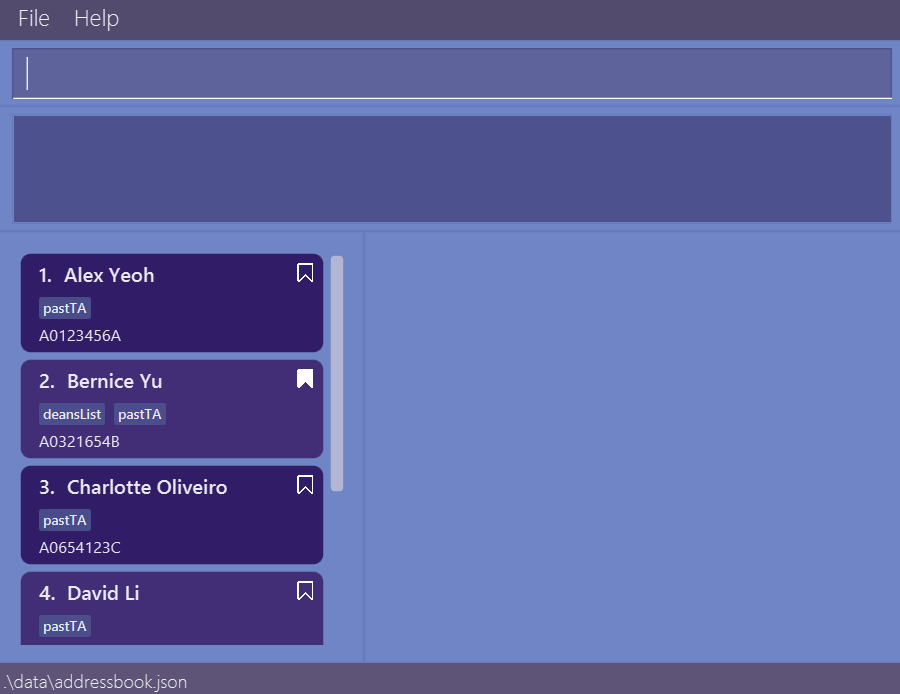 File Help
1. Alex Yeoh
pastTA
A0123456A
2. Bernice Yu
deansList pastTA
A0321654B
3. Charlotte Oliveiro
pastTA
A0654123C
4. David Li
pastTA
.\data\addressbook.json